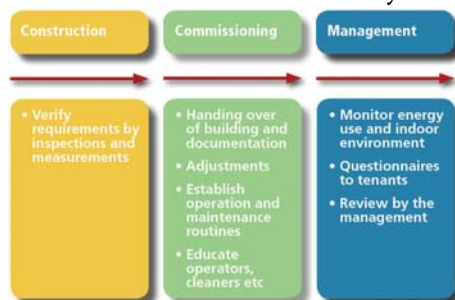 Construction
Commissioning
Management
• Verify
requirements by
inspections and
measurements
• Handing over
of building and
documentation
• Adjustments
• Establish
operation and
maintenance
routines
• Educate
operators,
cleaners etc
• Monitor energy
use and indoor
environment
• Questionnaires
to tenants
• Review by the
management